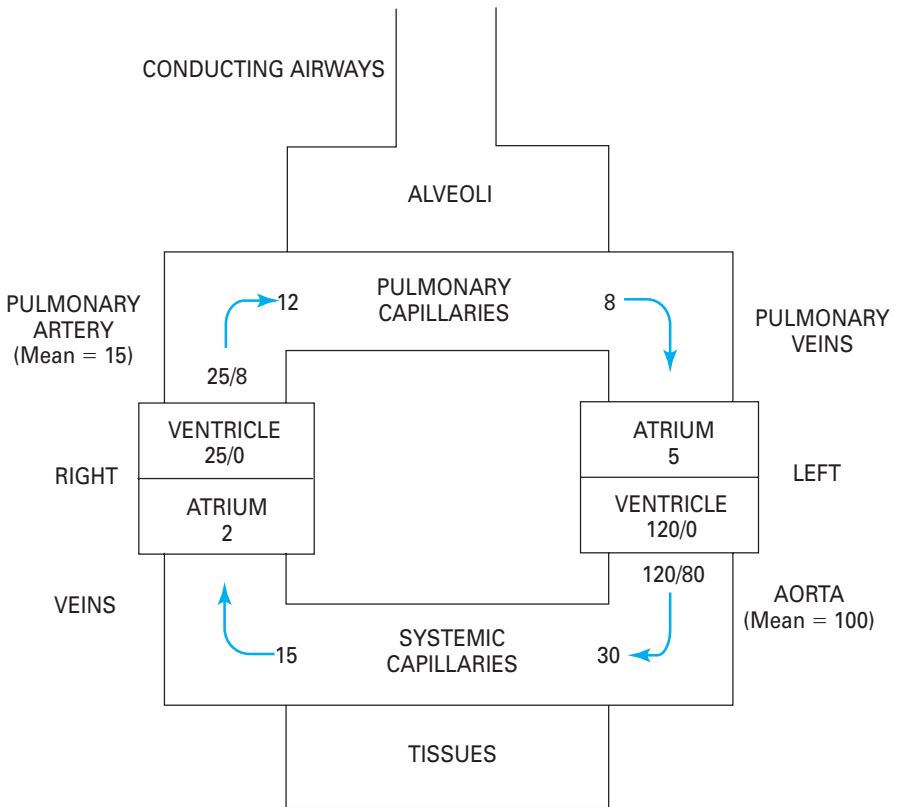 CONDUCTING AIRWAYS
ALVEOLI
PULMONARY
ARTERY
(Mean = 15)
12
PULMONARY
CAPILLARIES
8
PULMONARY
VEINS
25/8
VENTRICLE
25/0
RIGHT
ATRIUM
2
ATRIUM
5
LEFT
VENTRICLE
120/0
VEINS
120/80
AORTA
(Mean = 100)
15
SYSTEMIC
CAPILLARIES
30
TISSUES